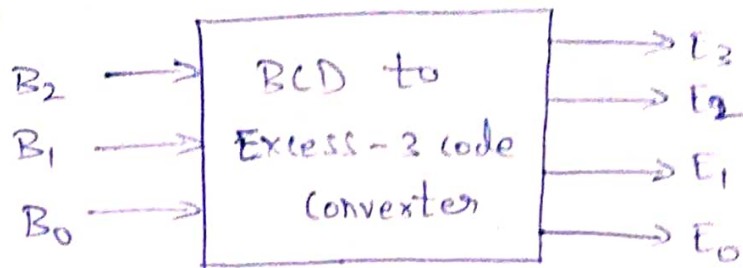 B2
B1
B0
BCD to
Excess-3 code
Converter
E3
E2
E1
E0